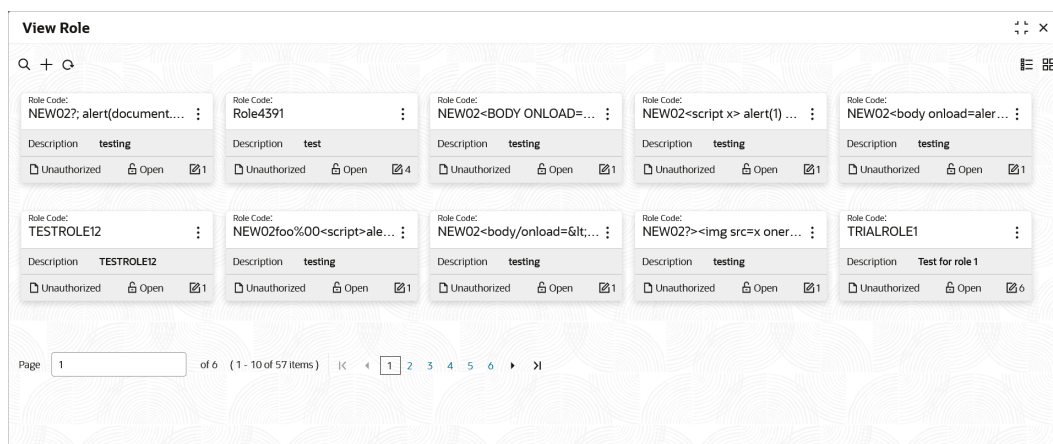 View Role
Role Code: Role Code: Role Code: Role Code: Role Code:
NEW02?; alert(document.... Role4391 NEW02<BODY ONLOAD=... NEW02<script x> alert(1) ... NEW02<body onload=aler...
Description testing Description test Description testing Description testing Description testing
Unauthorized Open 1 Unauthorized Open 4 Unauthorized Open 1 Unauthorized Open 1 Unauthorized Open 1
Role Code: Role Code: Role Code: Role Code: Role Code:
TESTROLE12 NEW02foo%00<script>ale... NEW02<body/onload=&lt;... NEW02?><img src=x oner... TRIALROLE1
Description TESTROLE12 Description testing Description testing Description testing Description Test for role 1
Unauthorized Open 1 Unauthorized Open 1 Unauthorized Open 1 Unauthorized Open 1 Unauthorized Open 6
Page 1 of 6 ( 1 - 10 of 57 items ) 1 2 3 4 5 6